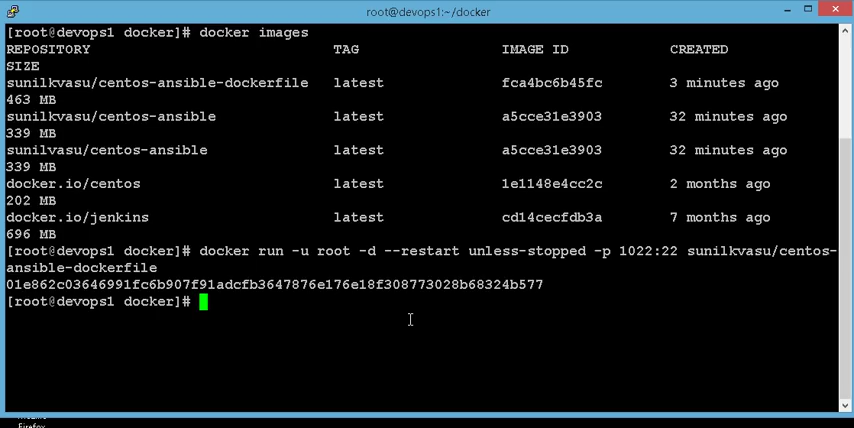 root@devops1:~/docker
[root@devops1 docker]# docker images
REPOSITORY TAG IMAGE ID CREATED
SIZE
sunilkvasu/centos-ansible-dockerfile latest fca4bc6b45fc 3 minutes ago
463 MB
sunilkvasu/centos-ansible latest a5cce31e3903 32 minutes ago
339 MB
sunilvasu/centos-ansible latest a5cce31e3903 32 minutes ago
339 MB
docker.io/centos latest 1e1148e4cc2c 2 months ago
202 MB
docker.io/jenkins latest cd14cecfdb3a 7 months ago
696 MB
[root@devops1 docker]# docker run -u root -d --restart unless-stopped -p 1022:22 sunilkvasu/centos-
ansible-dockerfile
01e862c03646991fc6b907f91adcfb3647876e176e18f308773028b68324b577
[root@devops1 docker]#
Firefox